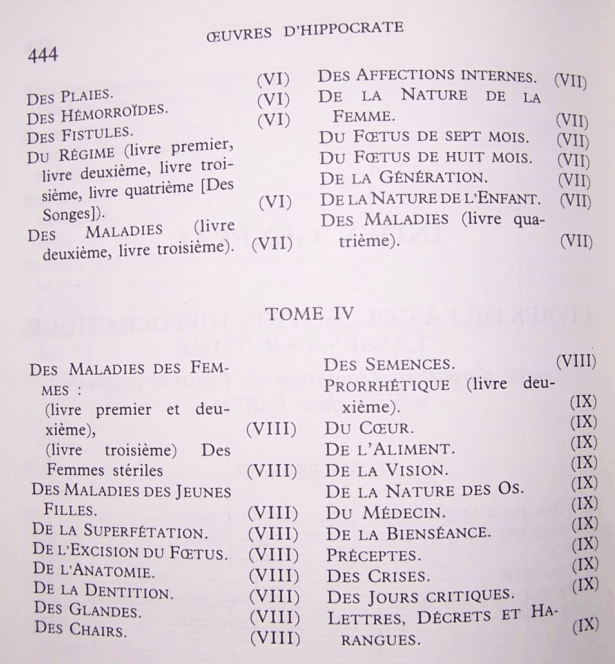 ŒUVRES D'HIPPOCRATE
444
DES PLAIES. (VI)
DES HÉMORROÏDES. (VI)
DES FISTULES. (VI)
DU RÉGIME (livre premier,
livre deuxième, livre troi-
sième, livre quatrième [Des
Songes]). (VI)
DES MALADIES (livre
deuxième, livre troisième). (VII)
DES AFFECTIONS INTERNES. (VII)
DE LA NATURE DE LA
FEMME. (VII)
DU FŒTUS DE SEPT MOIS. (VII)
DU FŒTUS DE HUIT MOIS. (VII)
DE LA GÉNÉRATION. (VII)
DE LA NATURE DE L'ENFANT. (VII)
DES MALADIES (livre qua-
trième). (VII)
TOME IV
DES MALADIES DES FEM-
MES :
(livre premier et deu-
xième), (VIII)
(livre troisième) Des
Femmes stériles (VIII)
DES MALADIES DES JEUNES
FILLES. (VIII)
DE LA SUPERFÉTATION. (VIII)
DE L'EXCISION DU FŒTUS. (VIII)
DE L'ANATOMIE. (VIII)
DE LA DENTITION. (VIII)
DES GLANDES. (VIII)
DES CHAIRS. (VIII)
DES SEMENCES. (VIII)
PRORRHÉTIQUE (livre deu-
xième). (IX)
DU CŒUR. (IX)
DE L'ALIMENT. (IX)
DE LA VISION. (IX)
DE LA NATURE DES OS. (IX)
DU MÉDECIN. (IX)
DE LA BIENSÉANCE. (IX)
PRÉCEPTES. (IX)
DES CRISES. (IX)
DES JOURS CRITIQUES. (IX)
LETTRES, DÉCRETS ET HA-
RANGUES. (IX)